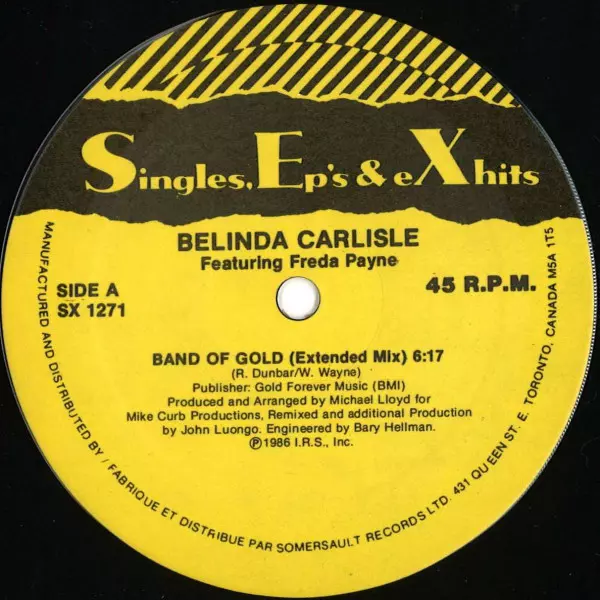 Singles, Ep's & eXhits
BELINDA CARLISLE
Featuring Freda Payne
SIDE A
SX 1271
45 R.P.M.
BAND OF GOLD (Extended Mix) 6:17
(R. Dunbar/W. Wayne)
Publisher: Gold Forever Music (BMI)
Produced and Arranged by Michael Lloyd for
Mike Curb Productions, Remixed and additional Production
by John Luongo. Engineered by Bary Hellman.
℗1986 I.R.S., Inc.
MANUFACTURED AND DISTRIBUTED BY / FABRIQUE ET DISTRIBUE PAR SOMERSAULT RECORDS LTD. 431 QUEEN ST. E. TORONTO, CANADA M5A 1T5